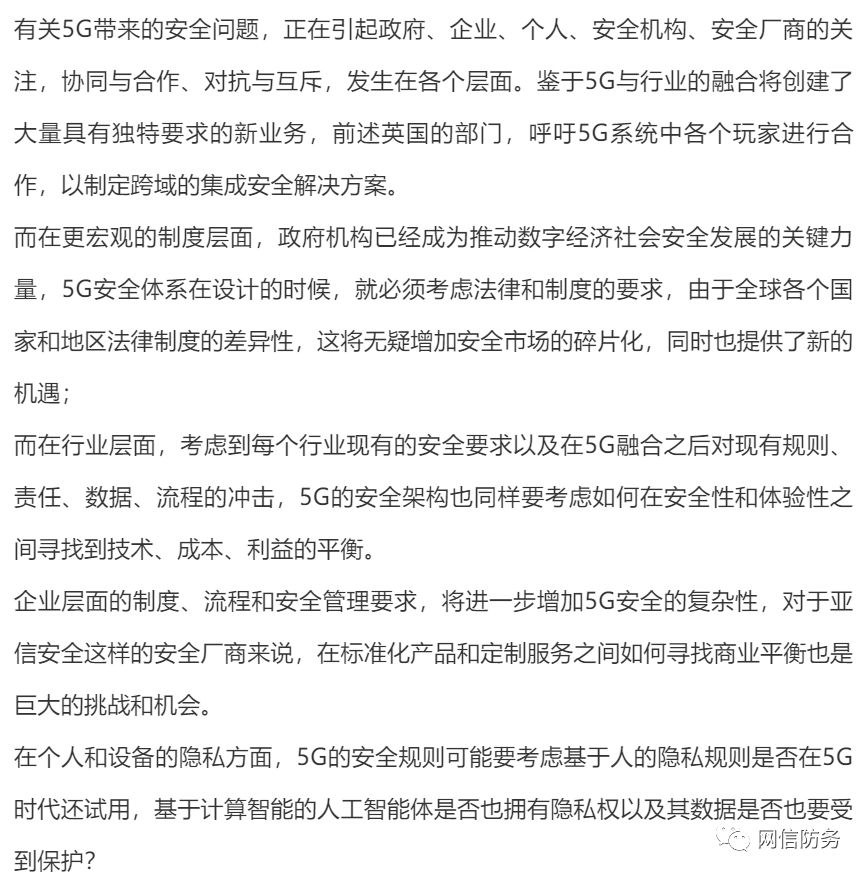 有关5G带来的安全问题，正在引起政府、企业、个人、安全机构、安全厂商的关
注，协同与合作、对抗与互斥，发生在各个层面。鉴于5G与行业的融合将创建了
大量具有独特要求的新业务，前述英国的部门，呼吁5G系统中各个玩家进行合
作，以制定跨域的集成安全解决方案。
而在更宏观的制度层面，政府机构已经成为推动数字经济社会安全发展的关键力
量，5G安全体系在设计的时候，就必须考虑法律和制度的要求，由于全球各个国
家和地区法律制度的差异性，这将无疑增加安全市场的碎片化，同时也提供了新的
机遇；
而在行业层面，考虑到每个行业现有的安全要求以及在5G融合之后对现有规则、
责任、数据、流程的冲击，5G的安全架构也同样要考虑如何在安全性和体验性之
间寻找到技术、成本、利益的平衡。
企业层面的制度、流程和安全管理要求，将进一步增加5G安全的复杂性，对于亚
信安全这样的安全厂商来说，在标准化产品和定制服务之间如何寻找商业平衡也是
巨大的挑战和机会。
在个人和设备的隐私方面，5G的安全规则可能要考虑基于人的隐私规则是否在5G
时代还试用，基于计算智能的人工智能体是否也拥有隐私权以及其数据是否也要受
到保护？
网信防务